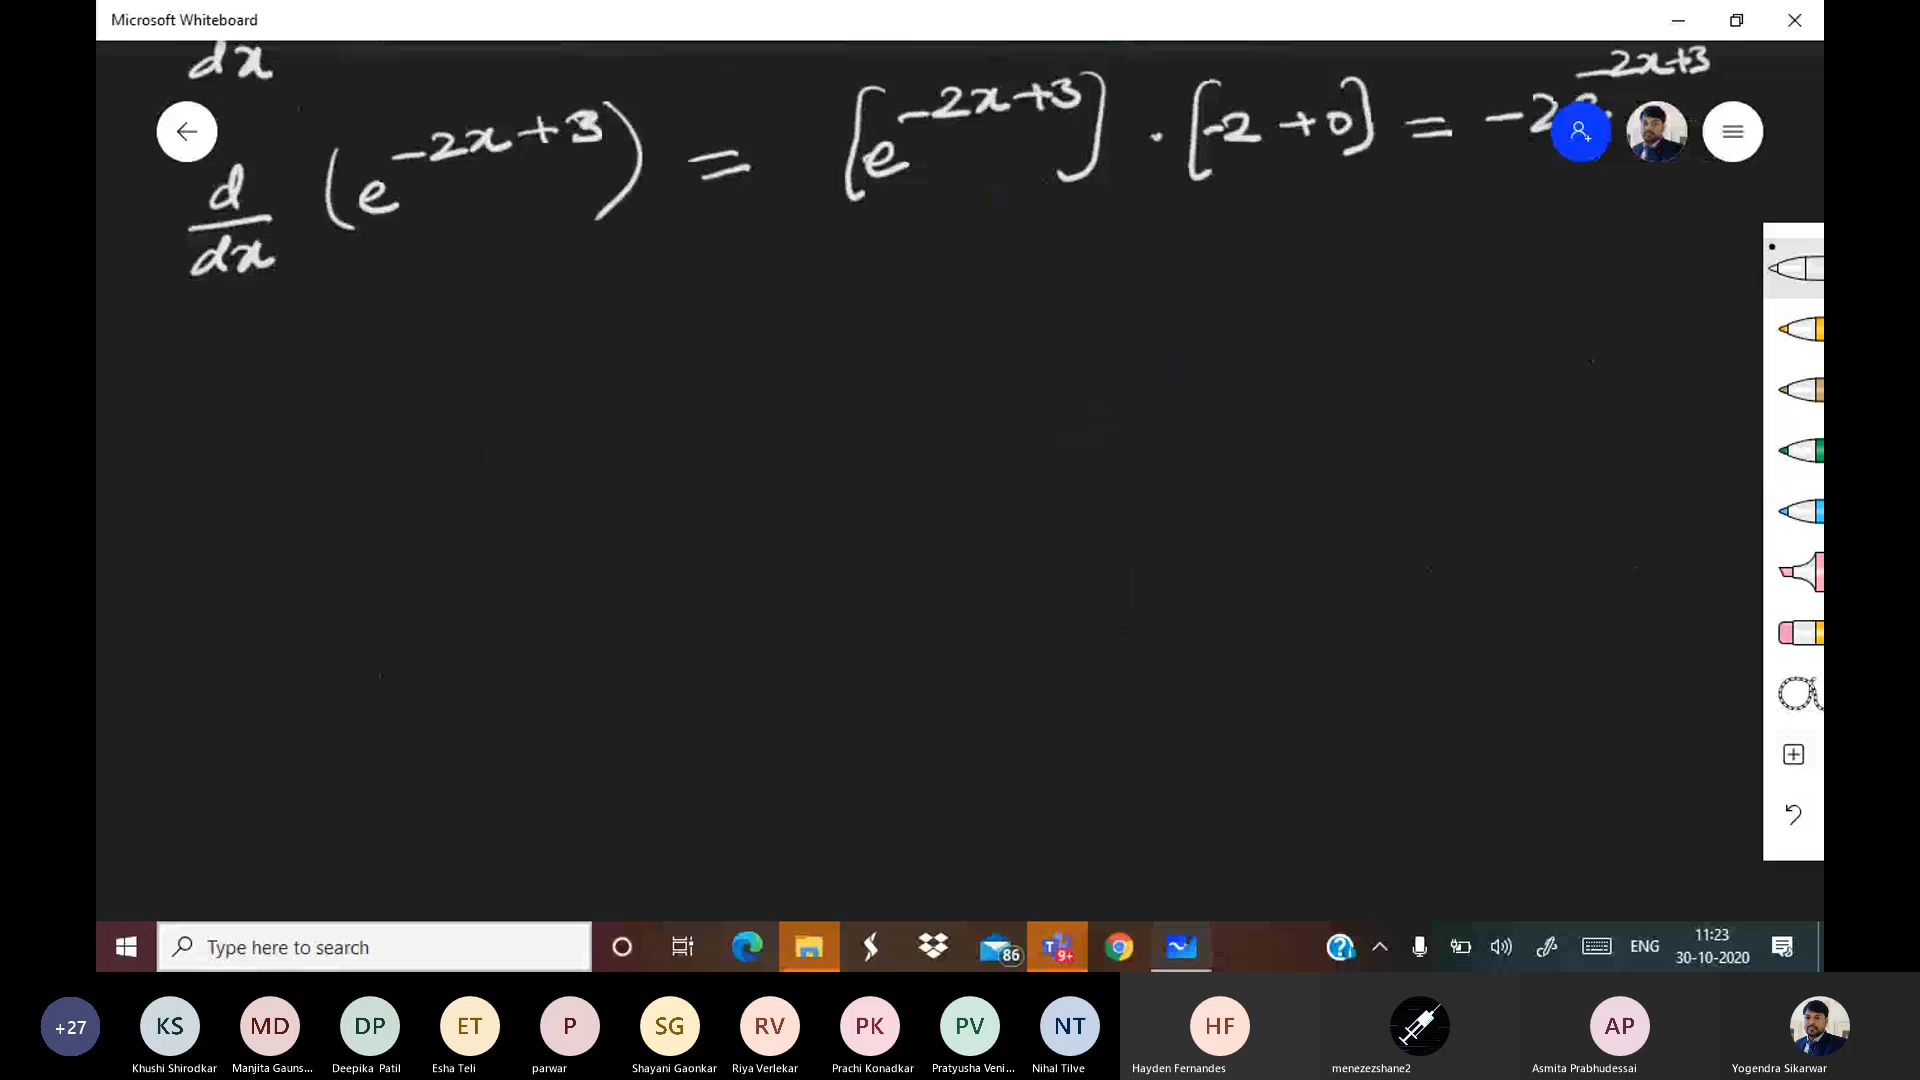 Microsoft Whiteboard
dx
d/dx (e^{-2x+3}) = [e^{-2x+3}] . [-2 + 0] = -2e^{-2x+3}
Type here to search
86
9+
ENG
11:23
30-10-2020
+27
KS
MD
DP
ET
P
SG
RV
PK
PV
NT
HF
AP
Khushi Shirodkar
Manjita Gauns...
Deepika Patil
Esha Teli
parwar
Shayani Gaonkar
Riya Verlekar
Prachi Konadkar
Pratyusha Veni...
Nihal Tilve
Hayden Fernandes
menezezshane2
Asmita Prabhudessai
Yogendra Sikarwar